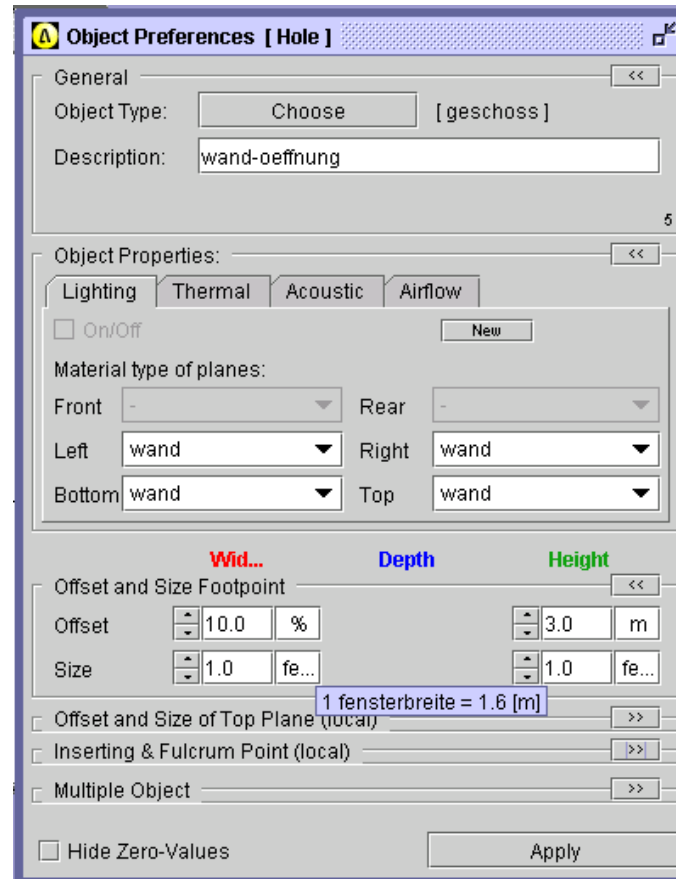 Object Preferences [ Hole ]
General <<
Object Type: Choose [ geschoss ]
Description: wand-oeffnung
5
Object Properties: <<
Lighting Thermal Acoustic Airflow
On/Off New
Material type of planes:
Front - Rear -
Left wand Right wand
Bottom wand Top wand
Wid... Depth Height
Offset and Size Footpoint <<
Offset 10.0 % 3.0 m
Size 1.0 fe... 1.0 fe...
1 fensterbreite = 1.6 [m]
Offset and Size of Top Plane (local) >>
Inserting & Fulcrum Point (local) >>
Multiple Object >>
Hide Zero-Values Apply